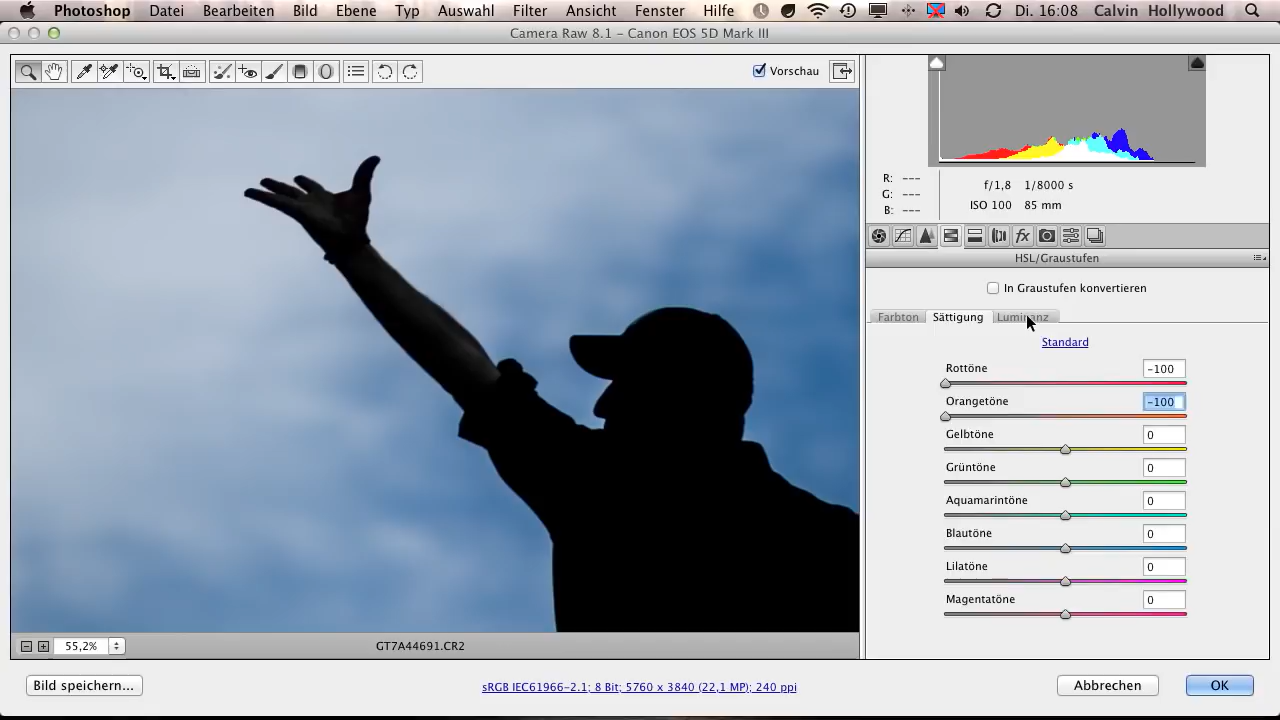 Photoshop Datei Bearbeiten Bild Ebene Typ Auswahl Filter Ansicht Fenster Hilfe Di. 16:08 Calvin Hollywood
Camera Raw 8.1 – Canon EOS 5D Mark III
Vorschau
R: ---
G: ---
B: ---
f/1,8 1/8000 s
ISO 100 85 mm
fx
HSL/Graustufen
In Graustufen konvertieren
Farbton Sättigung Luminanz
Standard
Rottöne -100
Orangetöne -100
Gelbtöne 0
Grüntöne 0
Aquamarintöne 0
Blautöne 0
Lilatöne 0
Magentatöne 0
55,2% GT7A44691.CR2
Bild speichern... sRGB IEC61966-2.1; 8 Bit; 5760 x 3840 (22,1 MP); 240 ppi Abbrechen OK